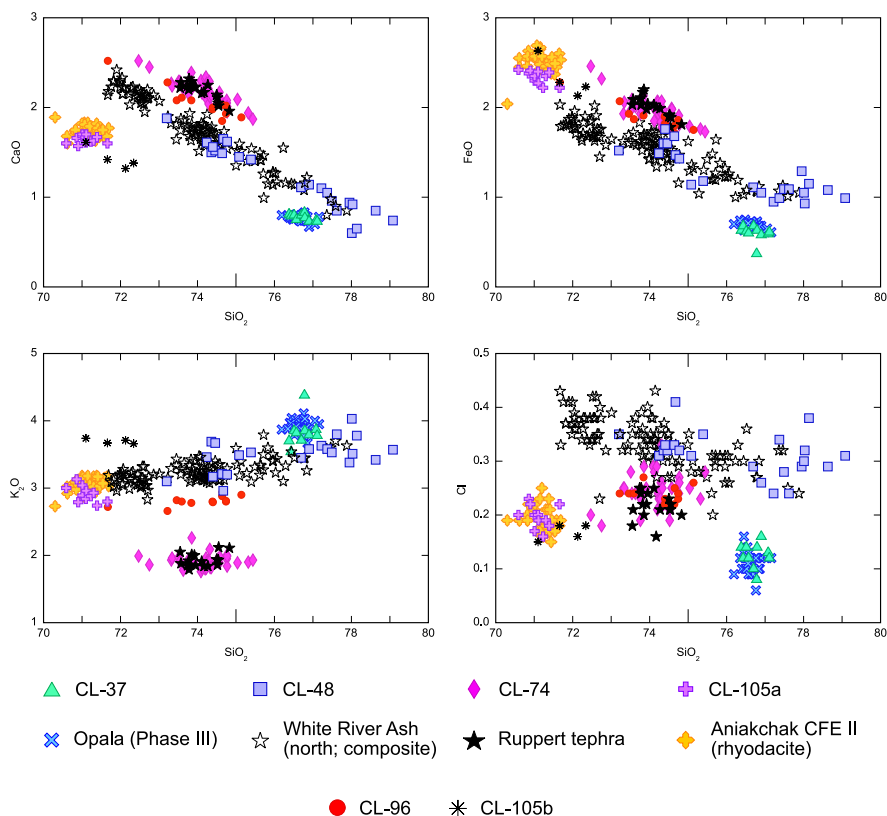 3
2
1
0
CaO
70
72
74
76
78
80
SiO2
3
2
1
0
FeO
70
72
74
76
78
80
SiO2
5
4
3
2
1
K2O
70
72
74
76
78
80
SiO2
0,5
0,4
0,3
0,2
0,1
0,0
Cl
70
72
74
76
78
80
SiO2
CL-37
CL-48
CL-74
CL-105a
Opala (Phase III)
White River Ash
(north; composite)
Ruppert tephra
Aniakchak CFE II
(rhyodacite)
CL-96
CL-105b